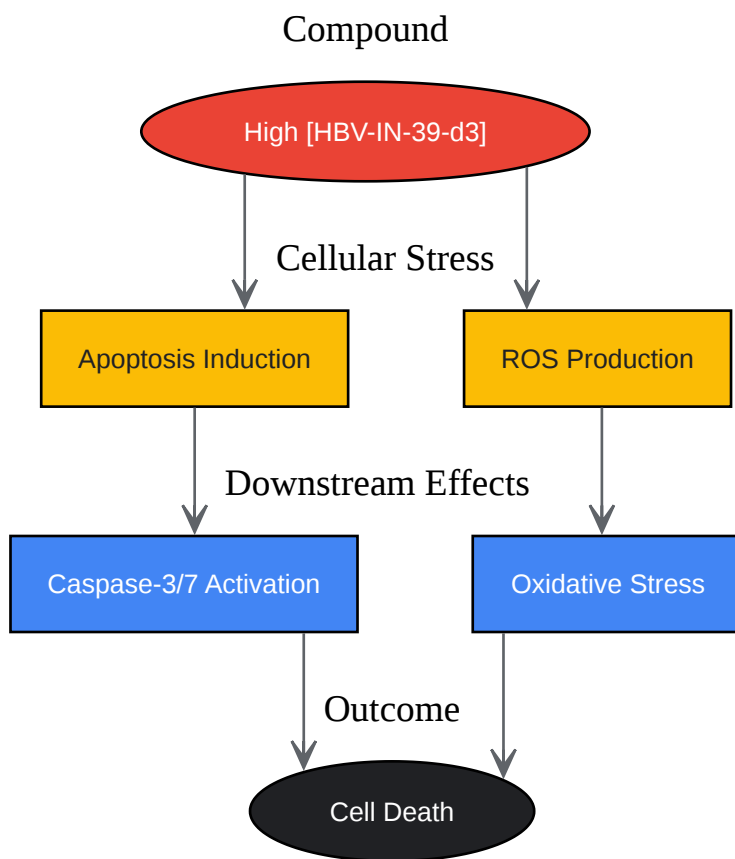 Compound
High [HBV-IN-39-d3]
Cellular Stress
Apoptosis Induction
ROS Production
Downstream Effects
Caspase-3/7 Activation
Oxidative Stress
Outcome
Cell Death